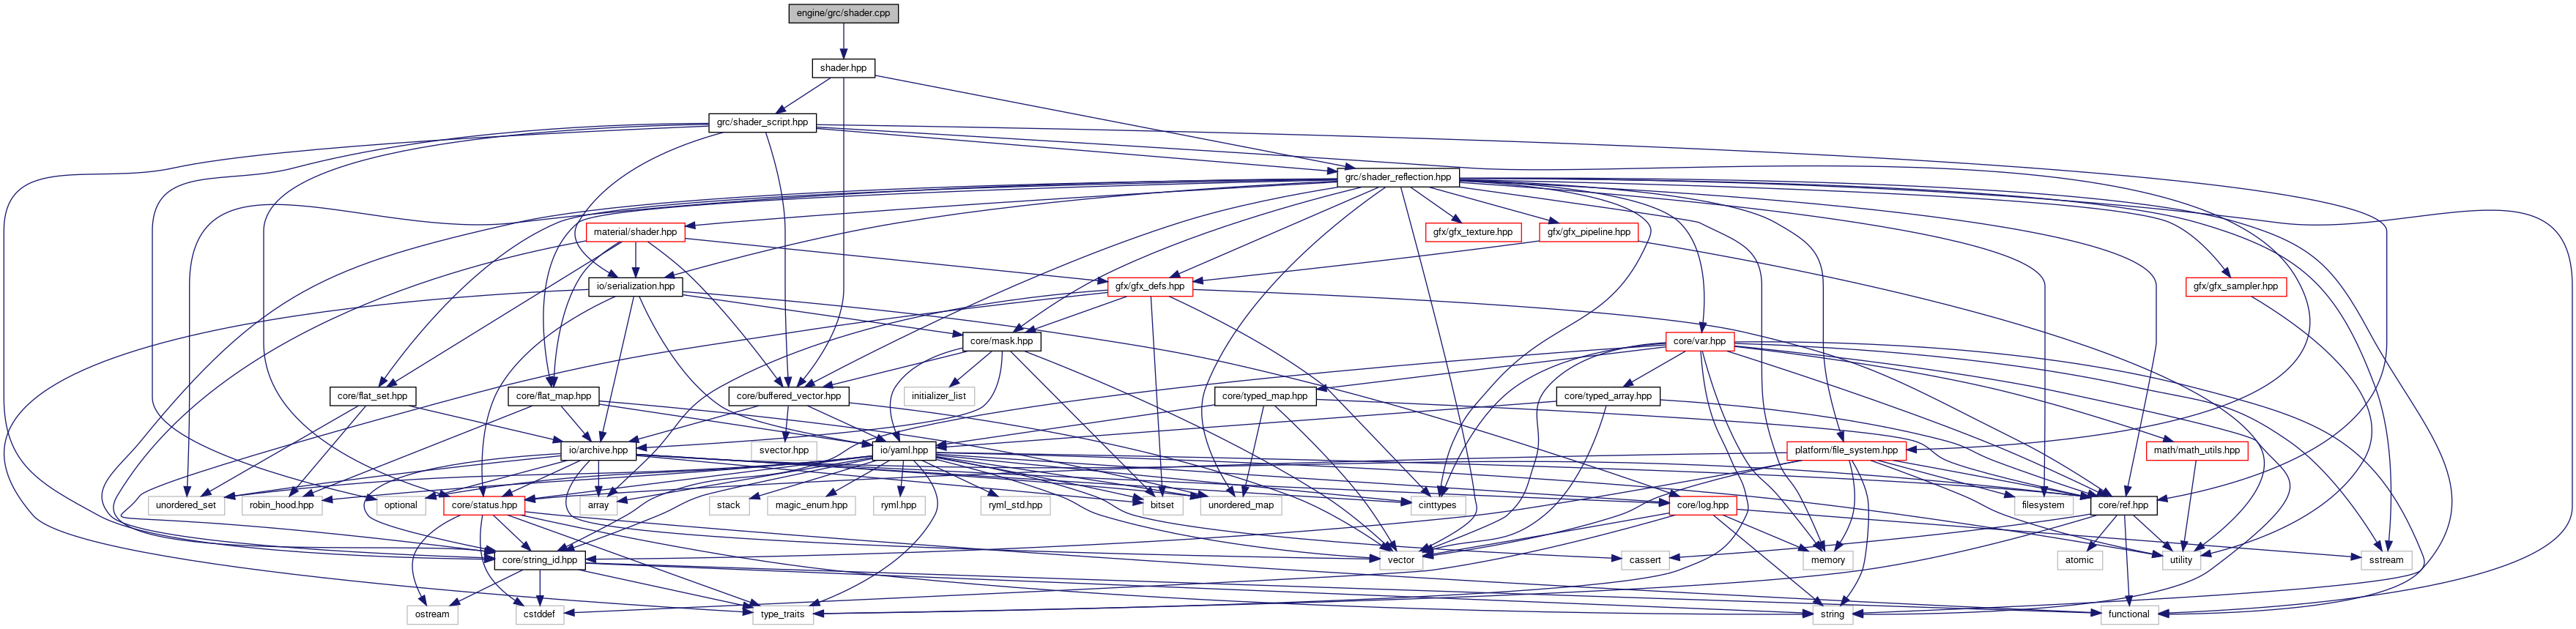 engine/grc/shader.cpp
shader.hpp
grc/shader_script.hpp
grc/shader_reflection.hpp
material/shader.hpp
gfx/gfx_texture.hpp
gfx/gfx_pipeline.hpp
io/serialization.hpp
gfx/gfx_defs.hpp
gfx/gfx_sampler.hpp
core/mask.hpp
core/var.hpp
core/flat_set.hpp
core/flat_map.hpp
core/buffered_vector.hpp
initializer_list
core/typed_map.hpp
core/typed_array.hpp
io/archive.hpp
svector.hpp
io/yaml.hpp
platform/file_system.hpp
math/math_utils.hpp
unordered_set
robin_hood.hpp
optional
core/status.hpp
array
stack
magic_enum.hpp
ryml.hpp
ryml_std.hpp
bitset
unordered_map
cinttypes
core/log.hpp
filesystem
core/ref.hpp
core/string_id.hpp
vector
cassert
memory
atomic
utility
sstream
ostream
cstddef
type_traits
string
functional